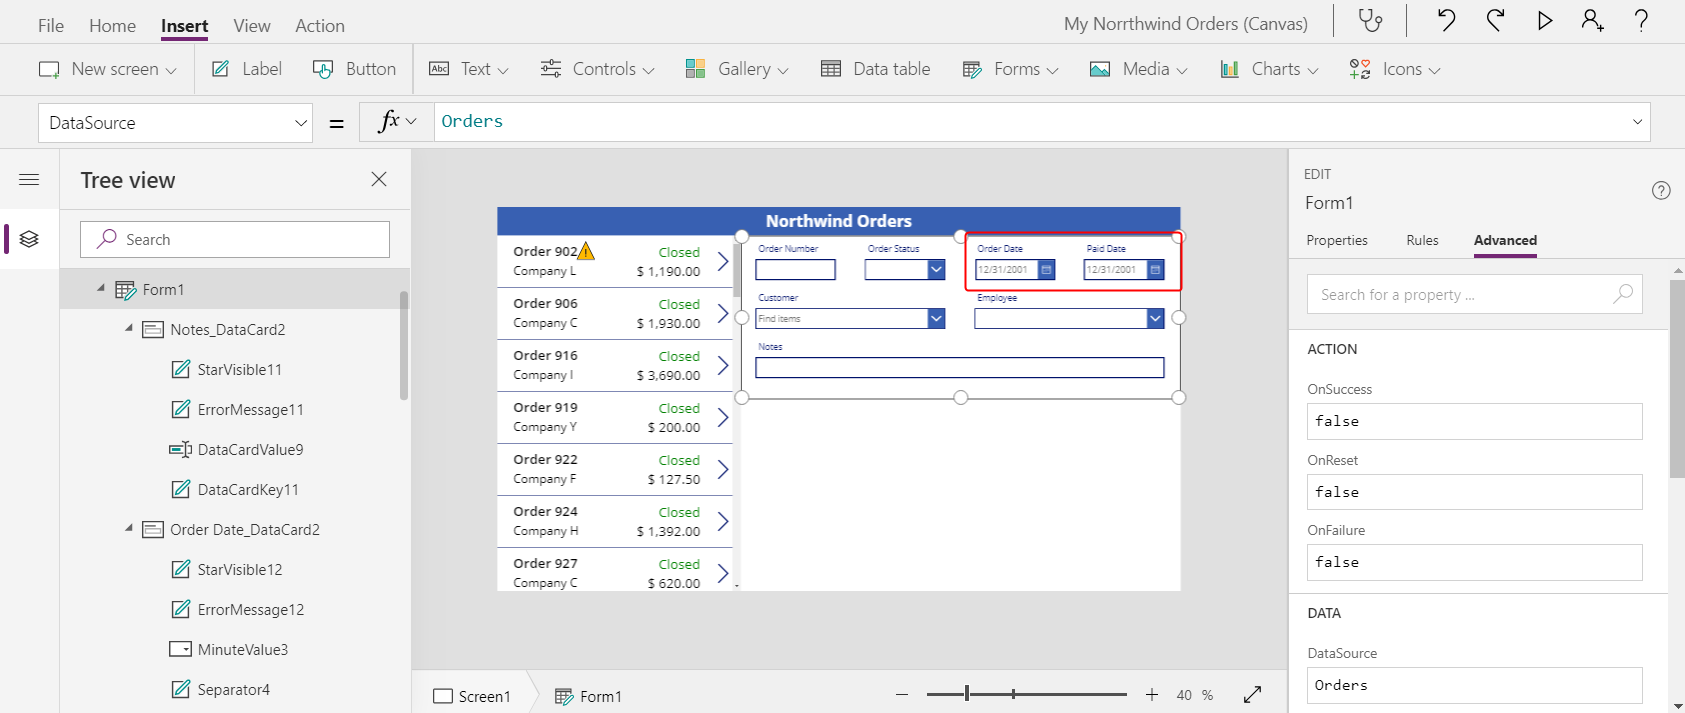 File Home Insert View Action My Norrthwind Orders (Canvas) ?
New screen Label Button Abc Text Controls Gallery Data table Forms Media Charts Icons
DataSource = fx Orders
Tree view
Search
Form1
Notes_DataCard2
StarVisible11
ErrorMessage11
DataCardValue9
DataCardKey11
Order Date_DataCard2
StarVisible12
ErrorMessage12
MinuteValue3
Separator4
Northwind Orders
Order 902 Closed
Company L $ 1,190.00
Order 906 Closed
Company C $ 1,930.00
Order 916 Closed
Company I $ 3,690.00
Order 919 Closed
Company Y $ 200.00
Order 922 Closed
Company F $ 127.50
Order 924 Closed
Company H $ 1,392.00
Order 927 Closed
Company C $ 620.00
Order Number Order Status Order Date Paid Date
12/31/2001 12/31/2001
Customer Employee
Find items
Notes
Screen1 Form1 − + 40 %
EDIT
Form1 ?
Properties Rules Advanced
Search for a property ...
ACTION
OnSuccess
false
OnReset
false
OnFailure
false
DATA
DataSource
Orders